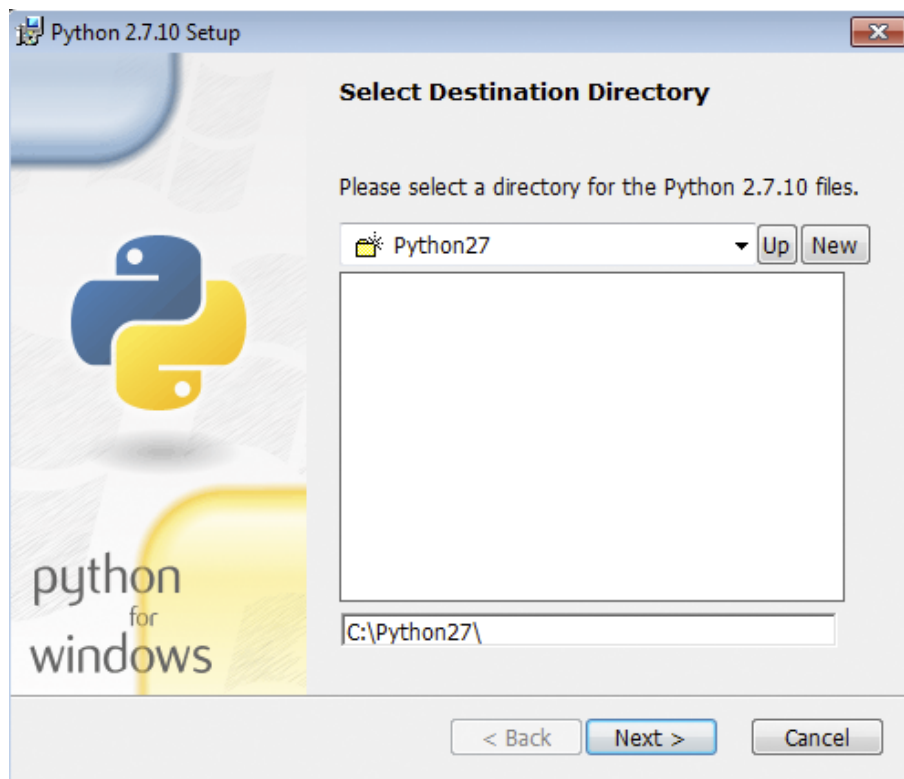 Python 2.7.10 Setup
Select Destination Directory
Please select a directory for the Python 2.7.10 files.
Python27
Up
New
C:\Python27\
python
for
windows
< Back
Next >
Cancel